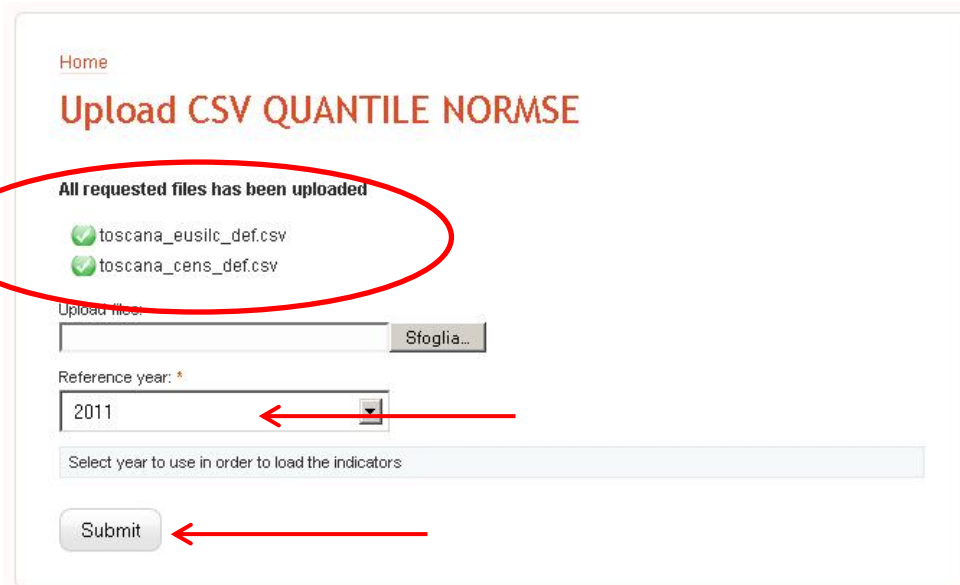 Home
Upload CSV QUANTILE NORMSE
All requested files has been uploaded
toscana_eusilc_def.csv
toscana_cens_def.csv
Upload files:
Sfoglia...
Reference year: *
2011
Select year to use in order to load the indicators
Submit